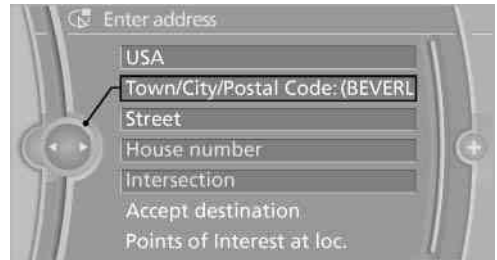 Enter address
USA
Town/City/Postal Code: (BEVERL
Street
House number
Intersection
Accept destination
Points of Interest at loc.